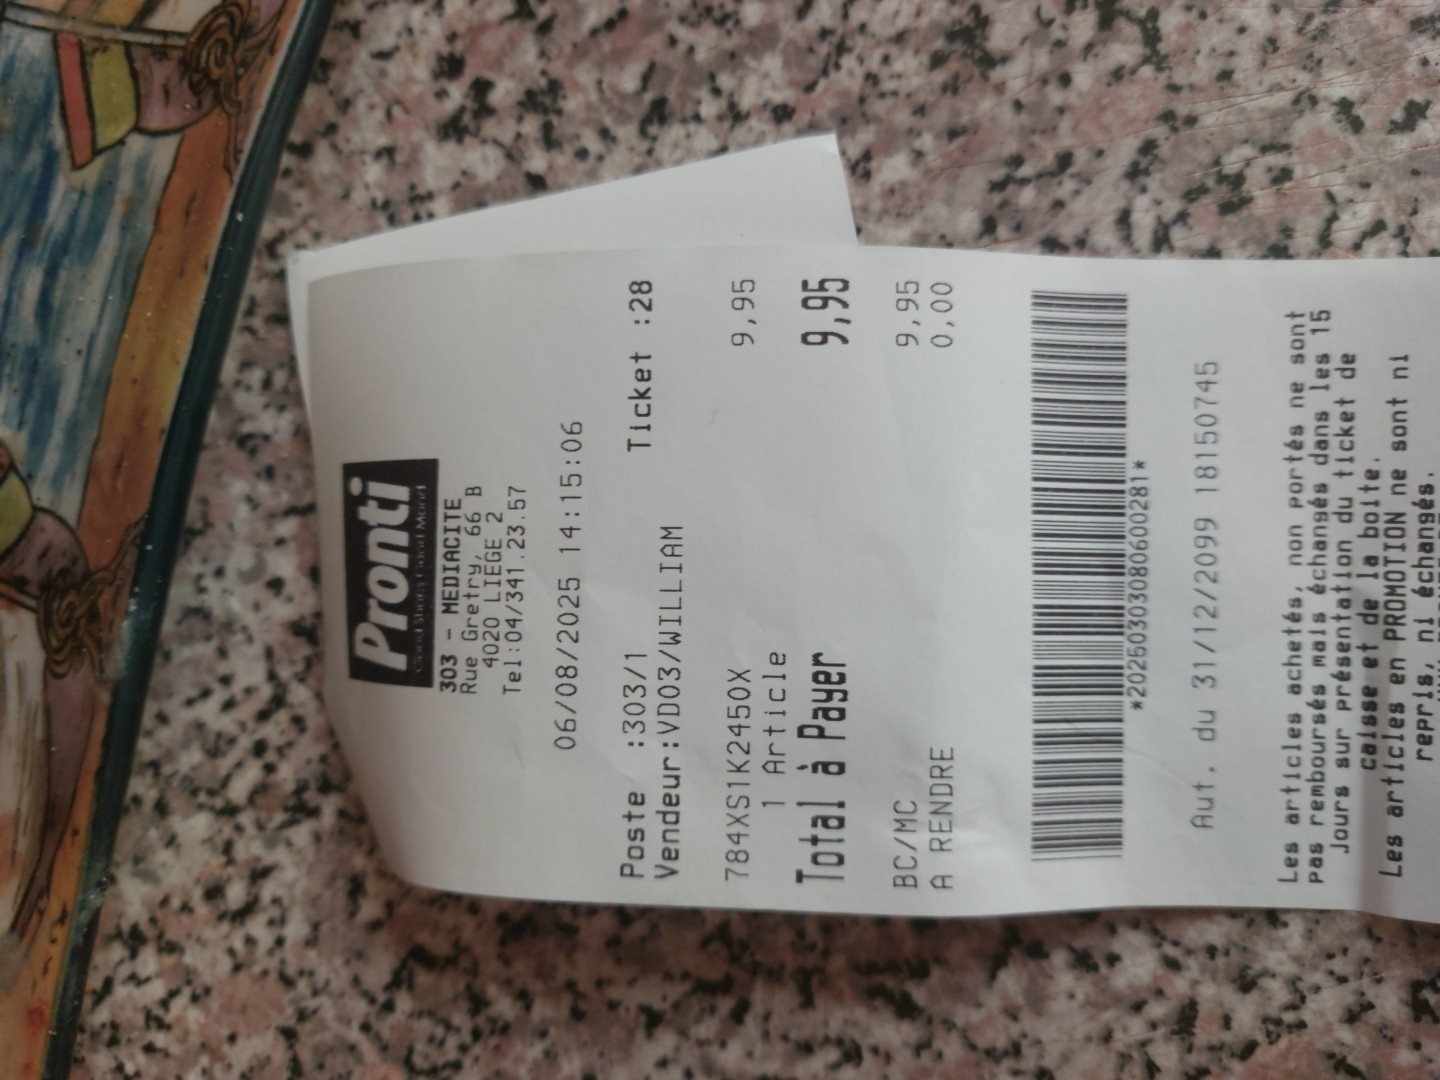 Pronti
303 - MEDIACITE
Rue Gretry, 66 B
4020 LIEGE 2
Tel:04/341.23.57
06/08/2025 14:15:06
Poste :303/1 Ticket :28
Vendeur:VD03/WILLIAM
784XS1K2450X 9,95
1 Article
Total à Payer 9,95
BC/MC 9,95
A RENDRE 0,00
*20250303080600281*
Aut. du 31/12/2099 18150745
Les articles achetés, non portés ne sont
pas remboursés mais échangés dans les 15
jours sur présentation du ticket de
caisse et de la boite.
Les articles en PROMOTION ne sont ni
repris, ni échangés.